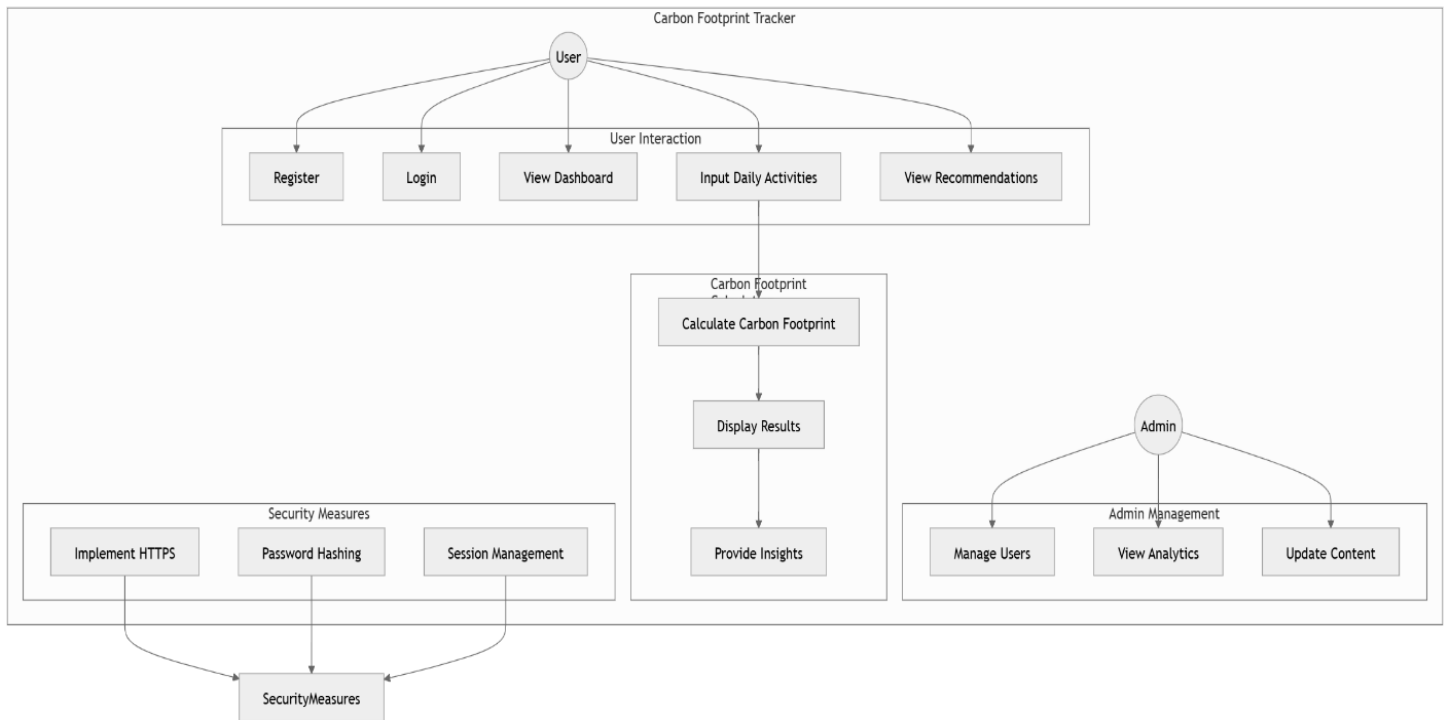 Carbon Footprint Tracker
User
User Interaction
Register
Login
View Dashboard
Input Daily Activities
View Recommendations
Carbon Footprint
Calculate Carbon Footprint
Display Results
Admin
Security Measures
Admin Management
Implement HTTPS
Password Hashing
Session Management
Provide Insights
Manage Users
View Analytics
Update Content
SecurityMeasures